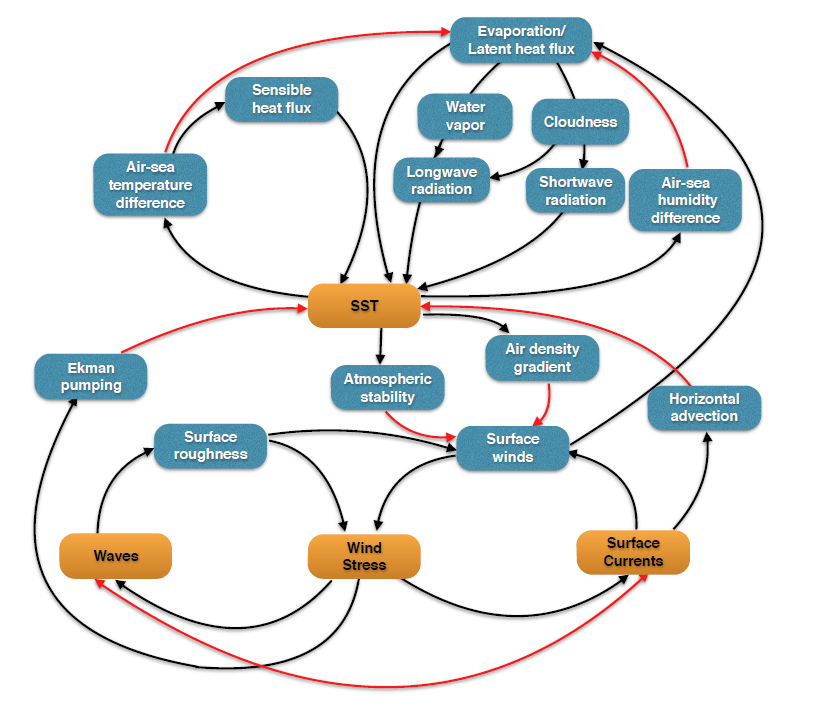 Evaporation/
Latent heat flux
Sensible
heat flux
Water
vapor
Cloudness
Air-sea
temperature
difference
Longwave
radiation
Shortwave
radiation
Air-sea
humidity
difference
SST
Ekman
pumping
Atmospheric
stability
Air density
gradient
Horizontal
advection
Surface
roughness
Surface
winds
Waves
Wind
Stress
Surface
Currents